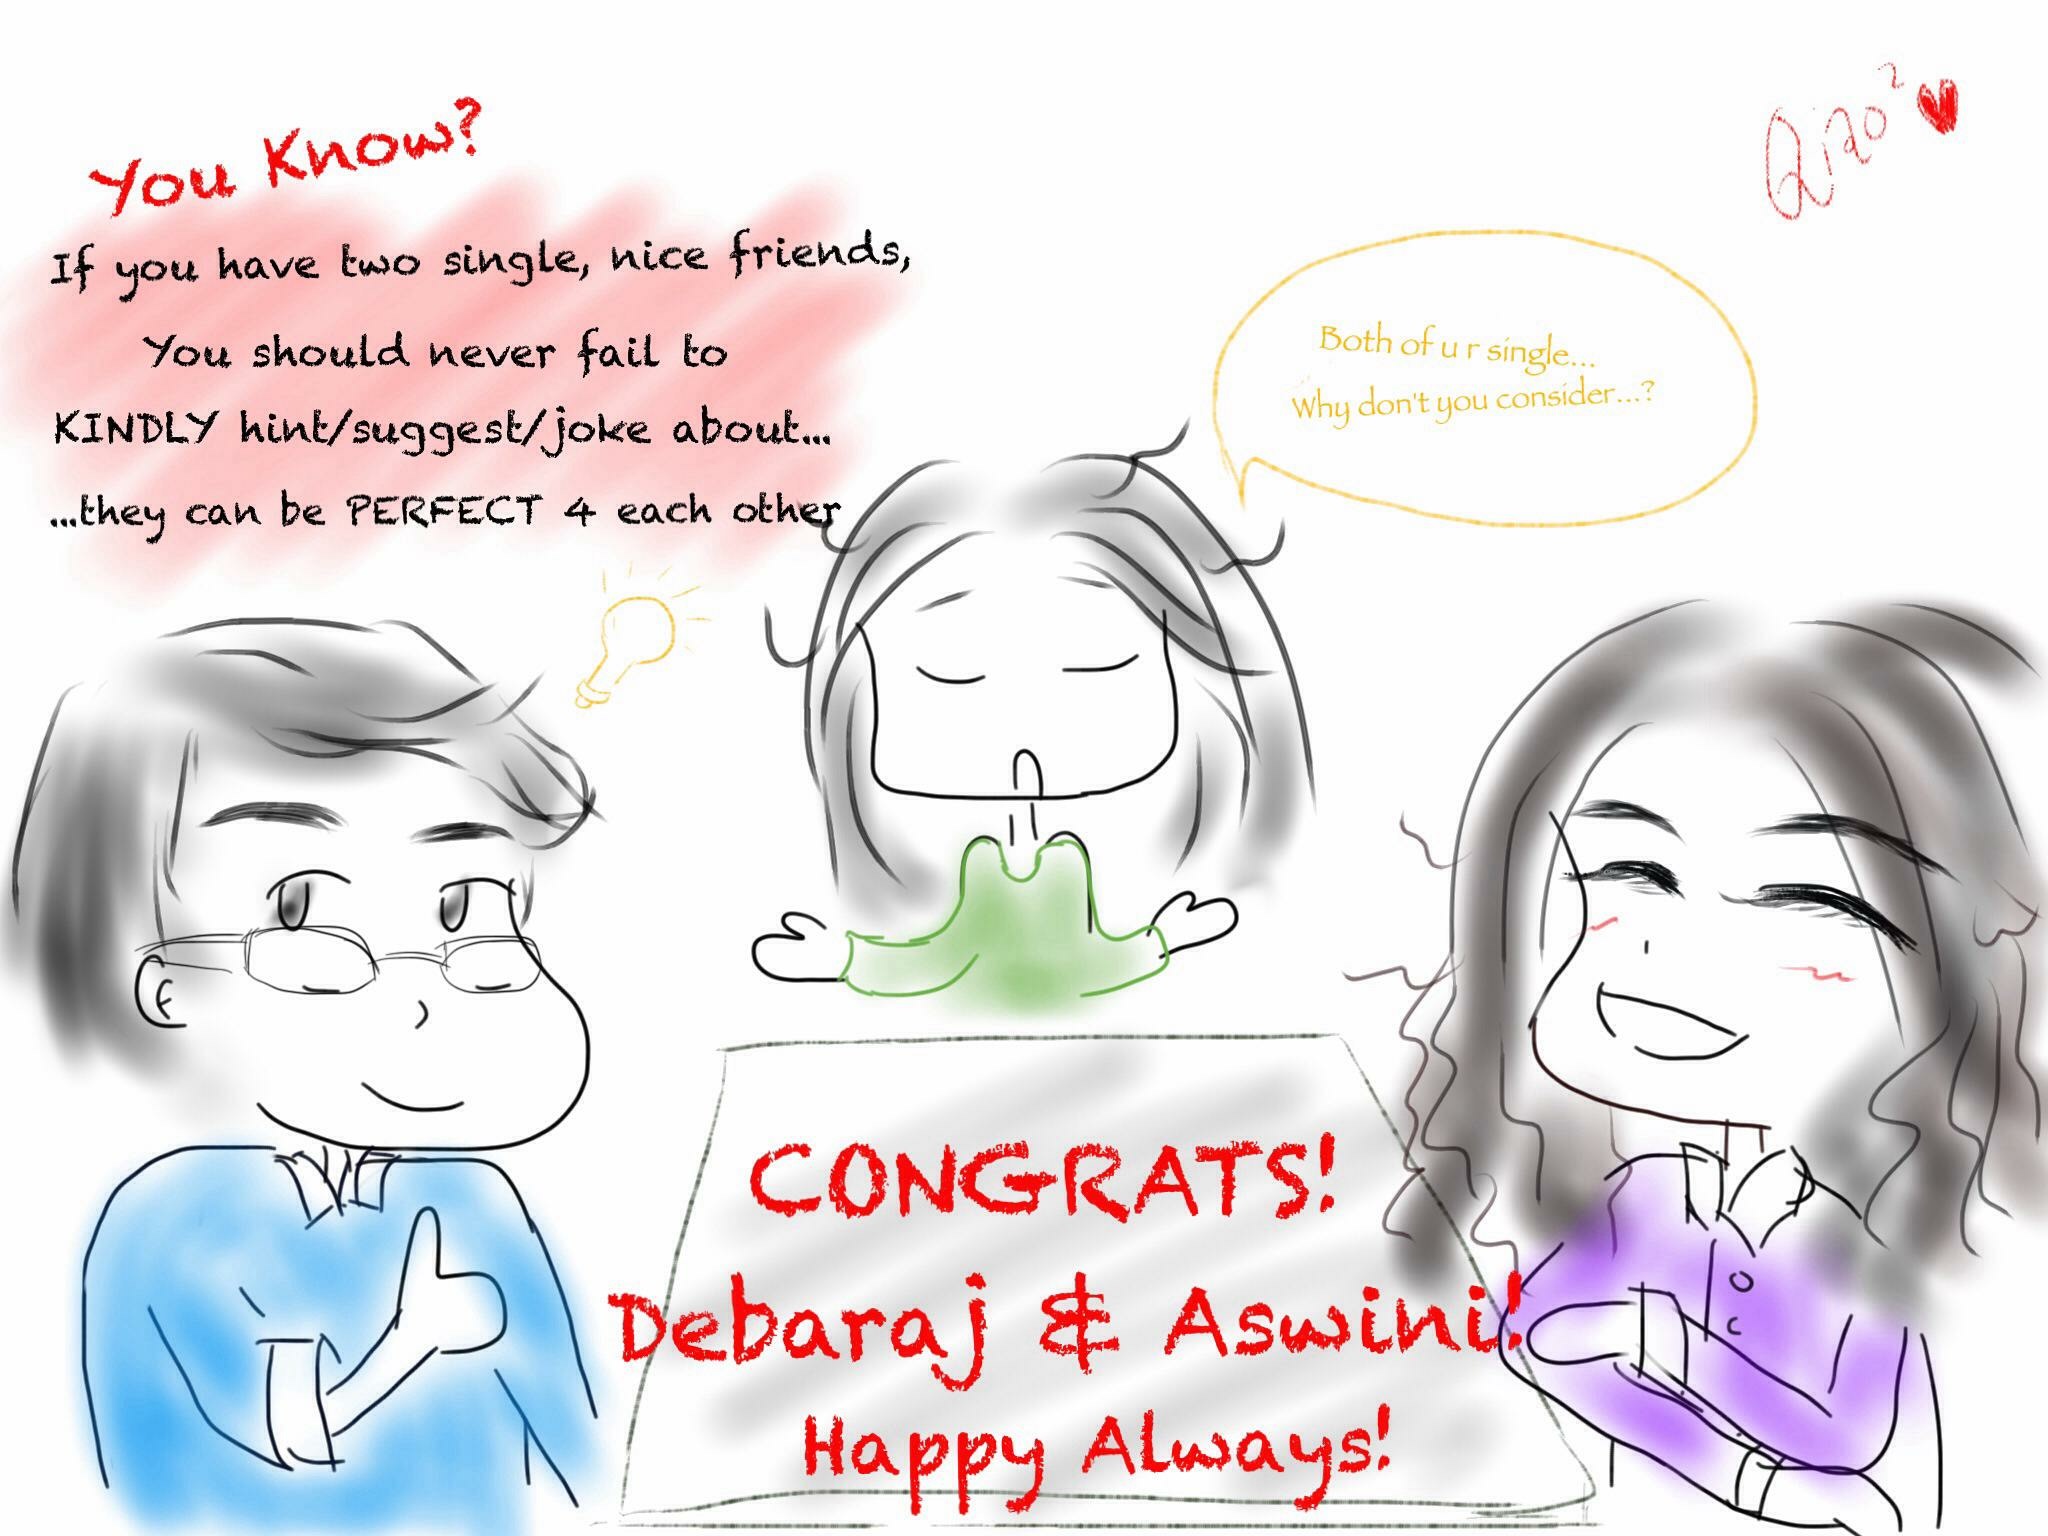 You Know?
If you have two single, nice friends,
You should never fail to
KINDLY hint/suggest/joke about...
...they can be PERFECT 4 each other
Qiao²
Both of u r single...
Why don't you consider...?
CONGRATS!
Debaraj & Aswini!
Happy Always!